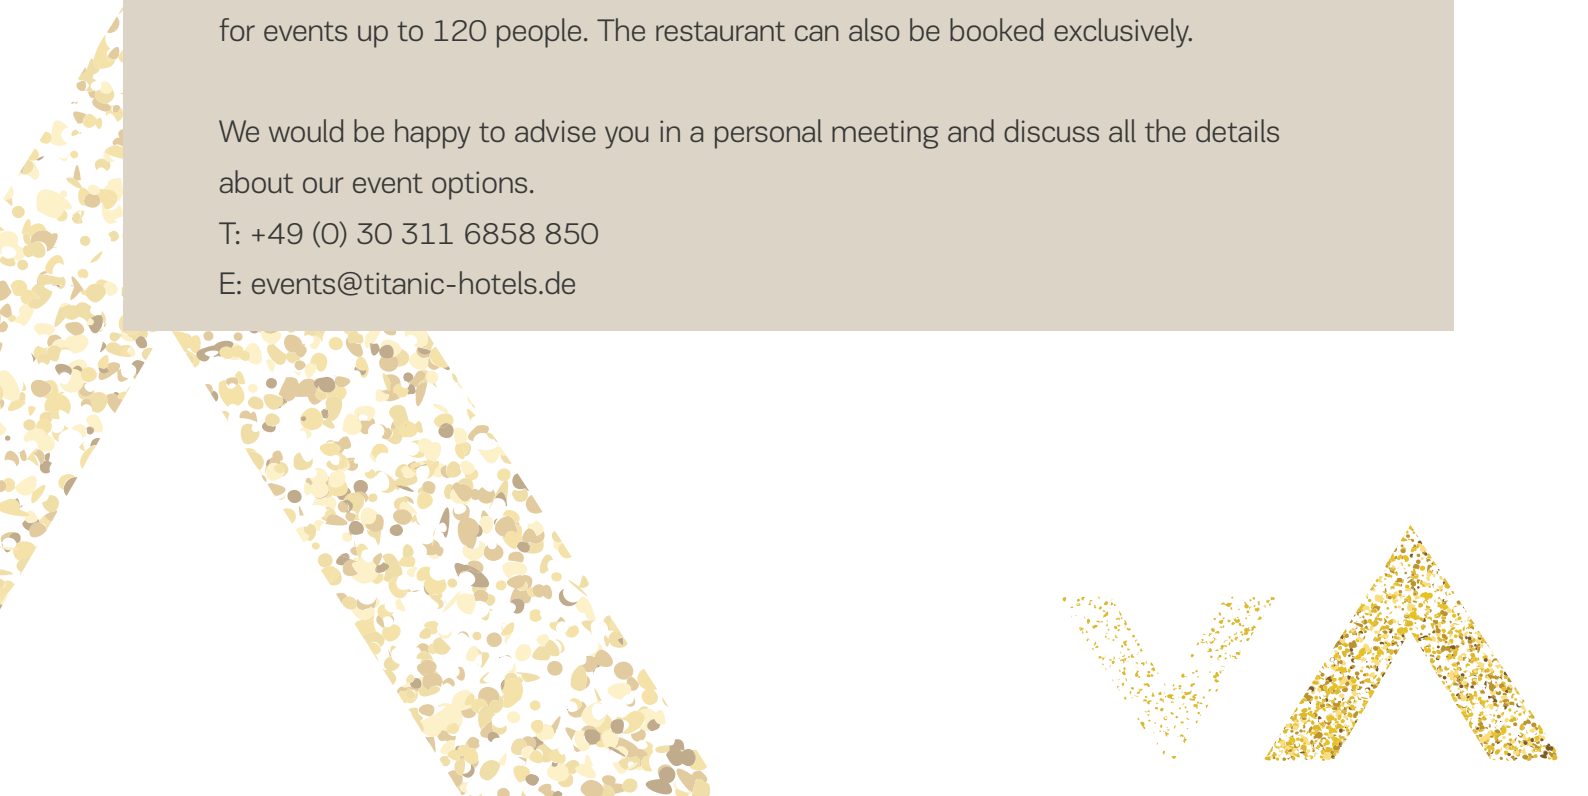 for events up to 120 people. The restaurant can also be booked exclusively.
We would be happy to advise you in a personal meeting and discuss all the details
about our event options.
T: +49 (0) 30 311 6858 850
E: events@titanic-hotels.de